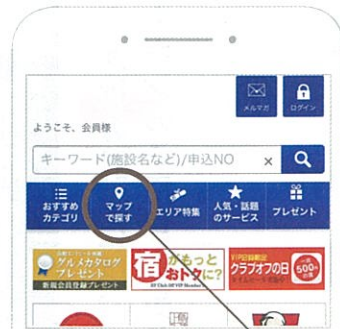 メルマガ
ログイン
ようこそ、会員様
キーワード(施設名など)/申込NO
おすすめ
カテゴリ
マップ
で探す
エリア特集
人気・話題
のサービス
プレゼント
グルメカタログ
プレゼント
新規会員登録プレゼント
宿がもっと
おトクに?
クラブオフの日
500